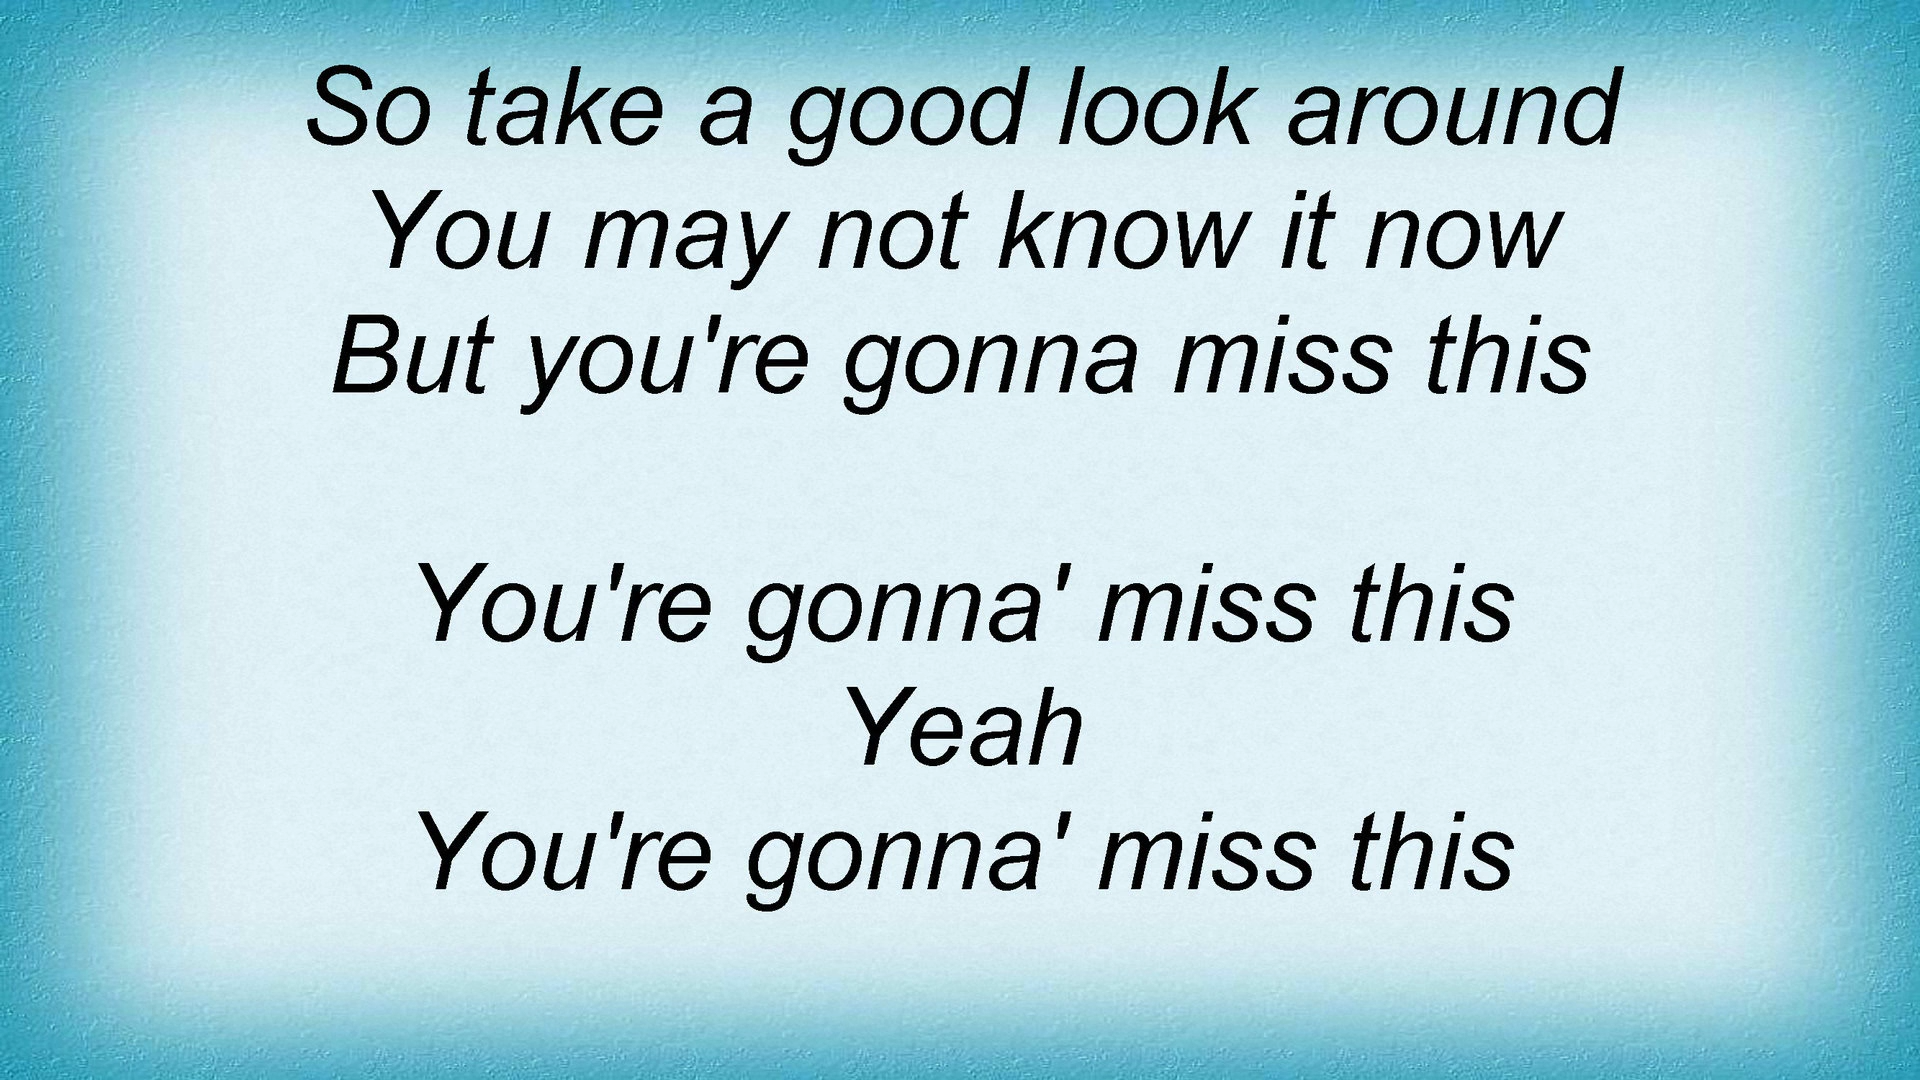 So take a good look around
You may not know it now
But you're gonna miss this
You're gonna' miss this
Yeah
You're gonna' miss this